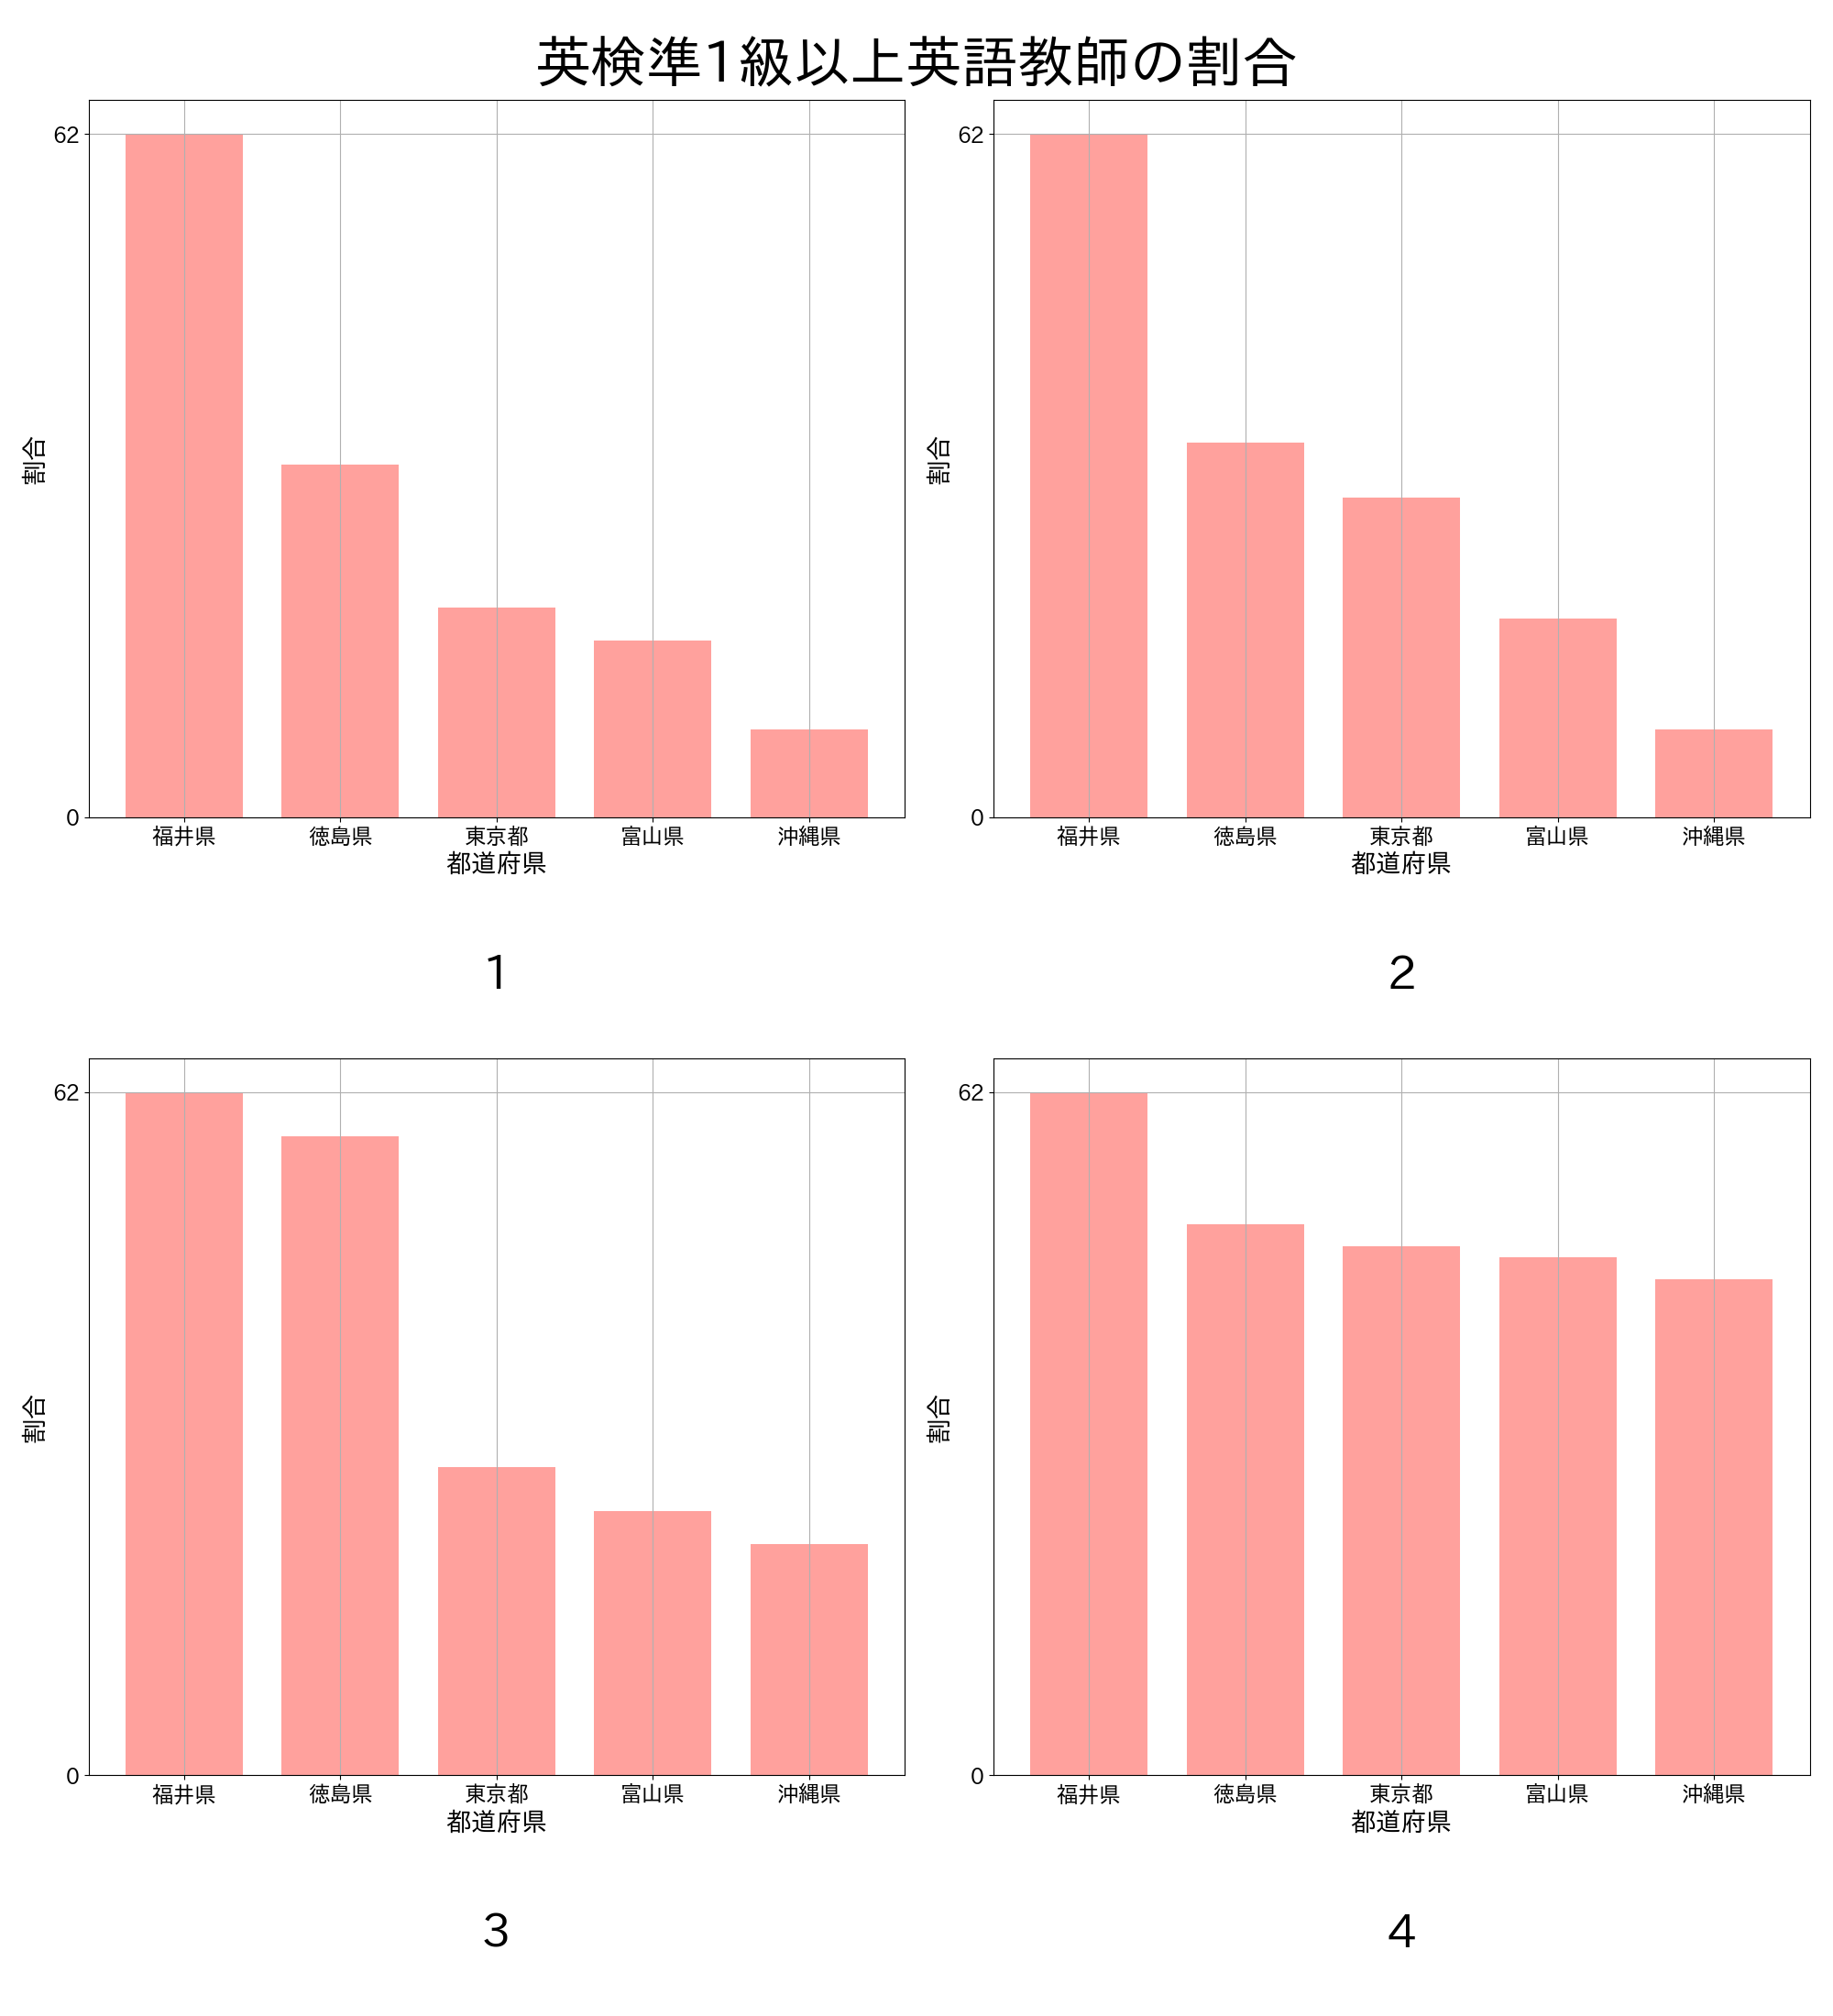 英検準1級以上英語教師の割合
62
割合
0
福井県 徳島県 東京都 富山県 沖縄県
都道府県
1
62
割合
0
福井県 徳島県 東京都 富山県 沖縄県
都道府県
2
62
割合
0
福井県 徳島県 東京都 富山県 沖縄県
都道府県
3
62
割合
0
福井県 徳島県 東京都 富山県 沖縄県
都道府県
4